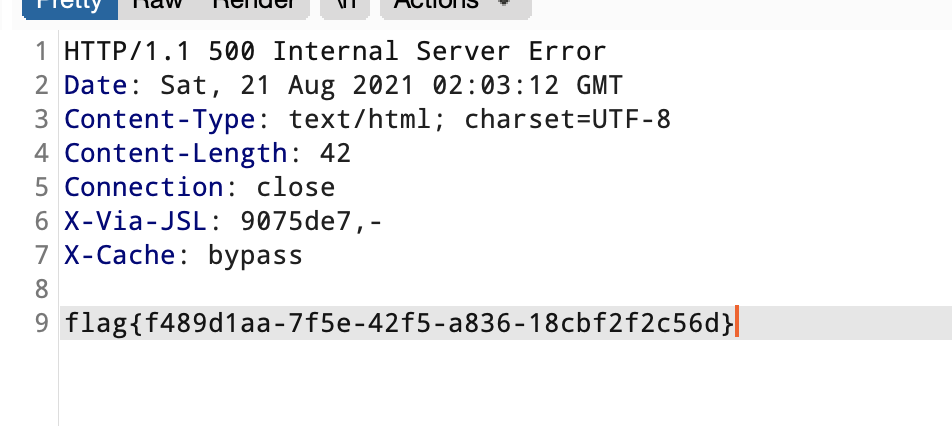 Pretty Raw Render \n Actions
1 HTTP/1.1 500 Internal Server Error
2 Date: Sat, 21 Aug 2021 02:03:12 GMT
3 Content-Type: text/html; charset=UTF-8
4 Content-Length: 42
5 Connection: close
6 X-Via-JSL: 9075de7,-
7 X-Cache: bypass
8
9 flag{f489d1aa-7f5e-42f5-a836-18cbf2f2c56d}